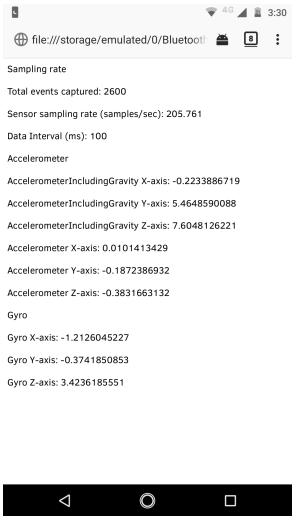 4G 3:30
file:///storage/emulated/0/Bluetooth 8
Sampling rate
Total events captured: 2600
Sensor sampling rate (samples/sec): 205.761
Data Interval (ms): 100
Accelerometer
AccelerometerIncludingGravity X-axis: -0.2233886719
AccelerometerIncludingGravity Y-axis: 5.4648590088
AccelerometerIncludingGravity Z-axis: 7.6048126221
Accelerometer X-axis: 0.0101413429
Accelerometer Y-axis: -0.1872386932
Accelerometer Z-axis: -0.3831663132
Gyro
Gyro X-axis: -1.2126045227
Gyro Y-axis: -0.3741850853
Gyro Z-axis: 3.4236185551